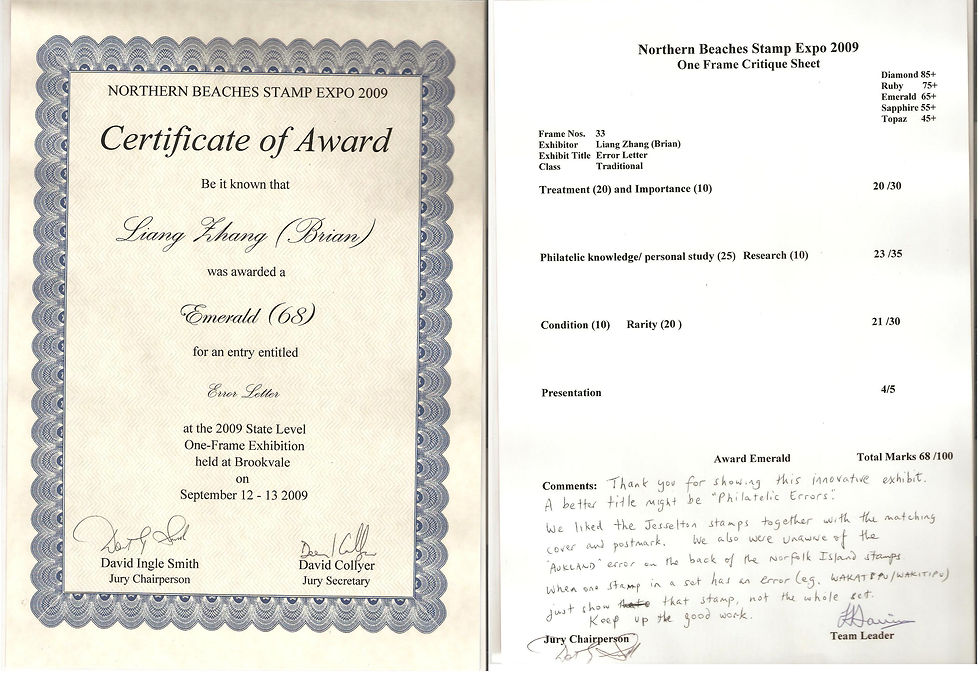 NORTHERN BEACHES STAMP EXPO 2009
Certificate of Award
Be it known that
Liang Zhang (Brian)
was awarded a
Emerald (68)
for an entry entitled
Error Letter
at the 2009 State Level
One-Frame Exhibition
held at Brookvale
on
September 12 - 13 2009
David Ingle Smith
Jury Chairperson
David Collyer
Jury Secretary
Northern Beaches Stamp Expo 2009
One Frame Critique Sheet
Diamond 85+
Ruby 75+
Emerald 65+
Sapphire 55+
Topaz 45+
Frame Nos. 33
Exhibitor Liang Zhang (Brian)
Exhibit Title Error Letter
Class Traditional
Treatment (20) and Importance (10) 20 /30
Philatelic knowledge/ personal study (25) Research (10) 23 /35
Condition (10) Rarity (20 ) 21 /30
Presentation 4/5
Award Emerald Total Marks 68 /100
Comments: Thank you for showing this innovative exhibit.
A better title might be "Philatelic Errors".
We liked the Jesselton stamps together with the matching
cover and postmark. We also were unaware of the
"AUKLAND" error on the back of the Norfolk Island stamps.
When one stamp in a set has an error (eg. WAKATIPU/WAKITIPU)
just show that stamp, not the whole set.
Keep up the good work.
Jury Chairperson
Team Leader